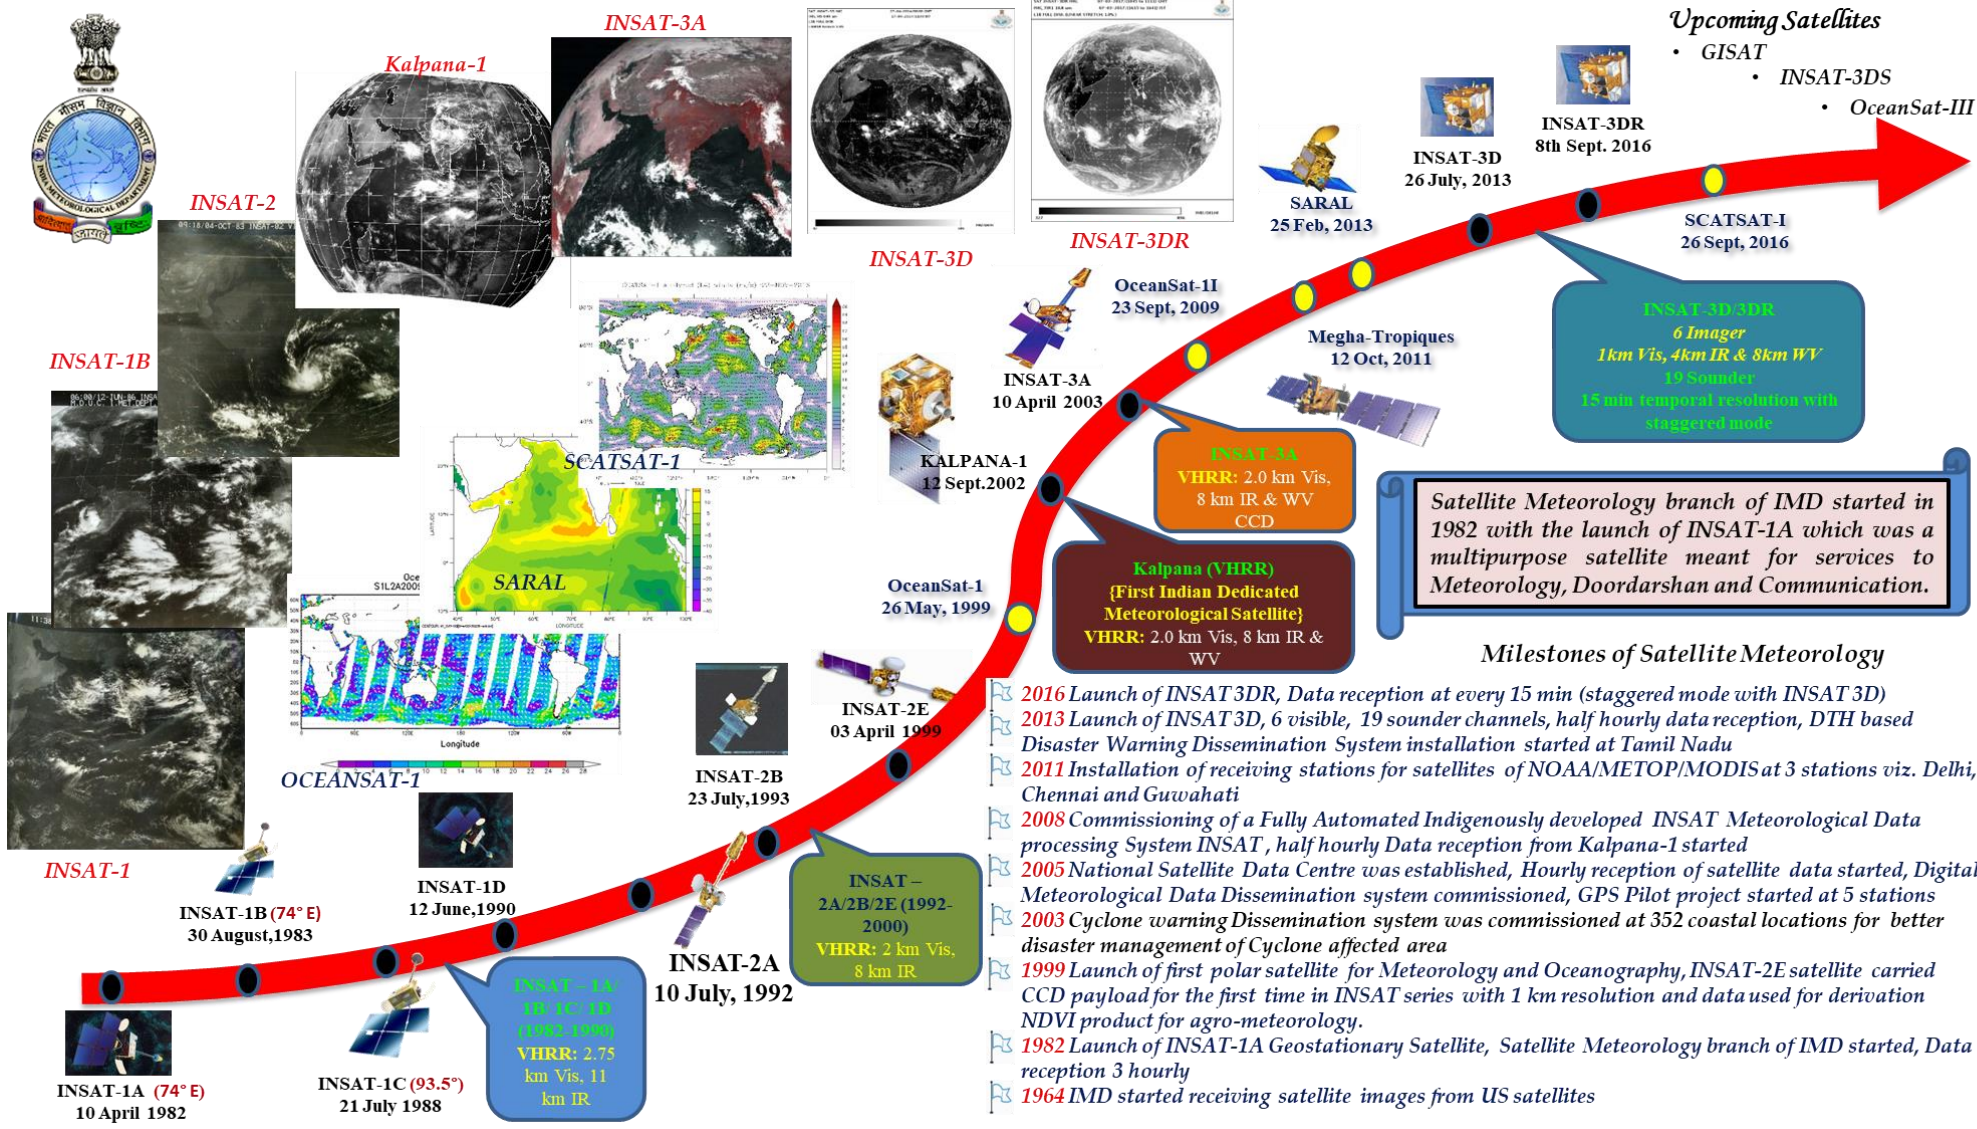 Upcoming Satellites
• GISAT
• INSAT-3DS
• OceanSat-III
INSAT-3A
Kalpana-1
INSAT-2
INSAT-1B
INSAT-1
INSAT-3D
INSAT-3DR
SCATSAT-1
SARAL
OCEANSAT-1
Longitude
INDIA METEOROLOGICAL DEPARTMENT
भारत मौसम विज्ञान विभाग
INSAT-1A (74° E)
10 April 1982
INSAT-1B (74° E)
30 August,1983
INSAT-1C (93.5°)
21 July 1988
INSAT-1D
12 June,1990
INSAT-2A
10 July, 1992
INSAT-2B
23 July,1993
INSAT-2E
03 April 1999
OceanSat-1
26 May, 1999
KALPANA-1
12 Sept.2002
INSAT-3A
10 April 2003
OceanSat-1I
23 Sept, 2009
Megha-Tropiques
12 Oct, 2011
SARAL
25 Feb, 2013
INSAT-3D
26 July, 2013
INSAT-3DR
8th Sept. 2016
SCATSAT-I
26 Sept, 2016
INSAT – 1A/
1B/ 1C/ 1D
(1982-1990)
VHRR: 2.75
km Vis, 11
km IR
INSAT –
2A/2B/2E (1992-
2000)
VHRR: 2 km Vis,
8 km IR
Kalpana (VHRR)
{First Indian Dedicated
Meteorological Satellite}
VHRR: 2.0 km Vis, 8 km IR &
WV
INSAT-3A
VHRR: 2.0 km Vis,
8 km IR & WV
CCD
INSAT-3D/3DR
6 Imager
1km Vis, 4km IR & 8km WV
19 Sounder
15 min temporal resolution with
staggered mode
Satellite Meteorology branch of IMD started in
1982 with the launch of INSAT-1A which was a
multipurpose satellite meant for services to
Meteorology, Doordarshan and Communication.
Milestones of Satellite Meteorology
2016 Launch of INSAT 3DR, Data reception at every 15 min (staggered mode with INSAT 3D)
2013 Launch of INSAT 3D, 6 visible, 19 sounder channels, half hourly data reception, DTH based
Disaster Warning Dissemination System installation started at Tamil Nadu
2011 Installation of receiving stations for satellites of NOAA/METOP/MODIS at 3 stations viz. Delhi,
Chennai and Guwahati
2008 Commissioning of a Fully Automated Indigenously developed INSAT Meteorological Data
processing System INSAT , half hourly Data reception from Kalpana-1 started
2005 National Satellite Data Centre was established, Hourly reception of satellite data started, Digital
Meteorological Data Dissemination system commissioned, GPS Pilot project started at 5 stations
2003 Cyclone warning Dissemination system was commissioned at 352 coastal locations for better
disaster management of Cyclone affected area
1999 Launch of first polar satellite for Meteorology and Oceanography, INSAT-2E satellite carried
CCD payload for the first time in INSAT series with 1 km resolution and data used for derivation
NDVI product for agro-meteorology.
1982 Launch of INSAT-1A Geostationary Satellite, Satellite Meteorology branch of IMD started, Data
reception 3 hourly
1964 IMD started receiving satellite images from US satellites